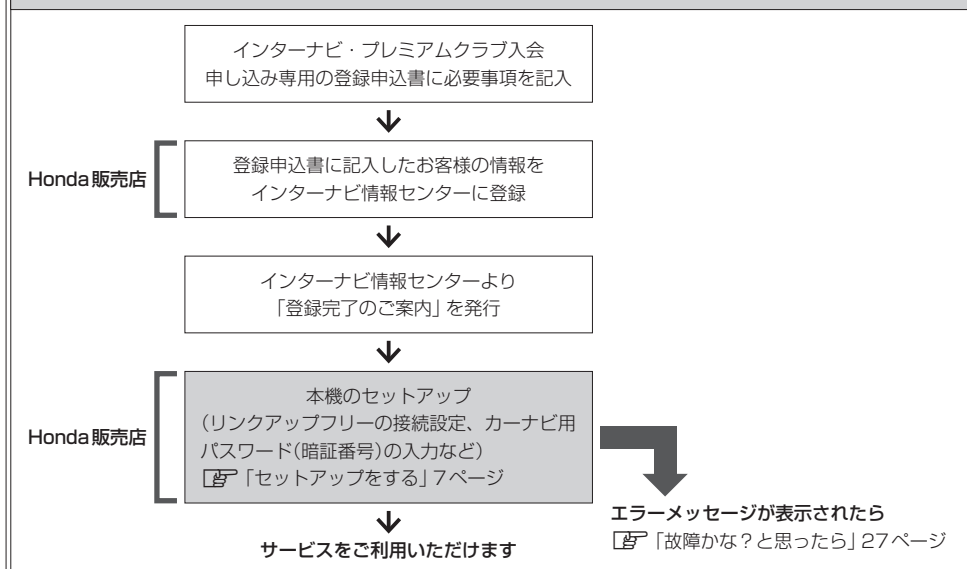 インターナビ・プレミアムクラブ入会
申し込み専用の登録申込書に必要事項を記入
Honda販売店
登録申込書に記入したお客様の情報を
インターナビ情報センターに登録
インターナビ情報センターより
「登録完了のご案内」を発行
Honda販売店
本機のセットアップ
(リンクアップフリーの接続設定、カーナビ用
パスワード(暗証番号)の入力など)
「セットアップをする」7ページ
エラーメッセージが表示されたら
「故障かな？と思ったら」27ページ
サービスをご利用いただけます